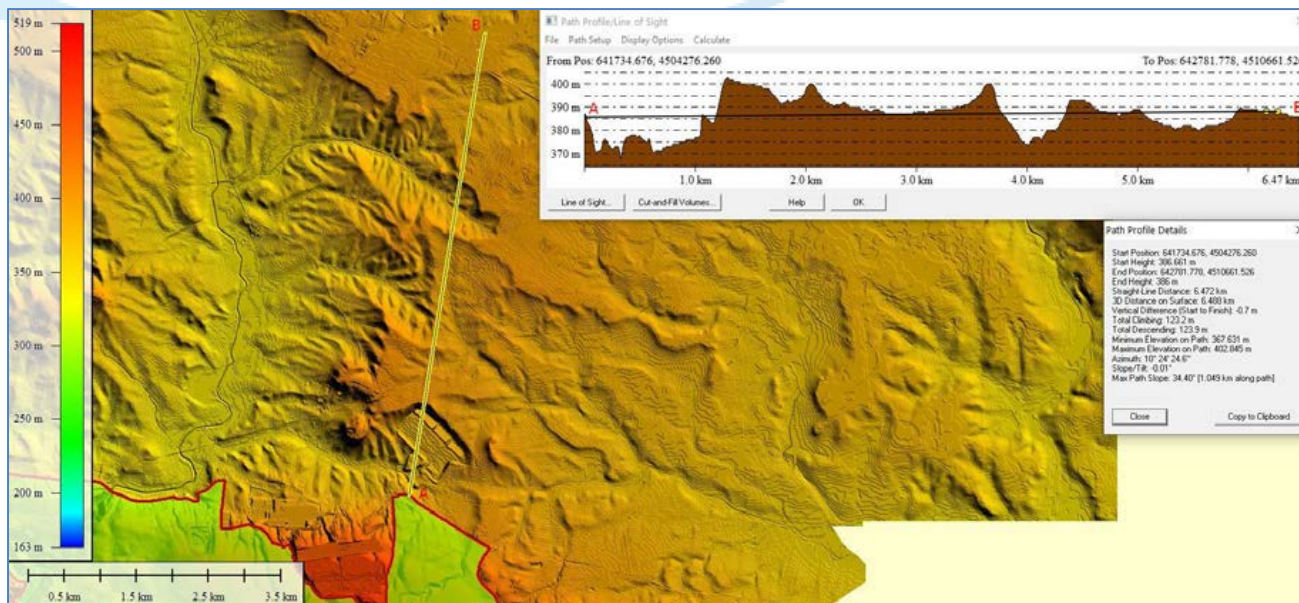 519 m
500 m
450 m
400 m
350 m
300 m
250 m
200 m
163 m
0.5 km 1.5 km 2.5 km 3.5 km
B
A
Path Profile/Line of Sight
File Path Setup Display Options Calculate
From Pos: 641734.676, 4504276.260 To Pos: 642781.778, 4510661.526
400 m
390 m
380 m
370 m
A
1.0 km 2.0 km 3.0 km 4.0 km 5.0 km 6.47 km
Line of Sight... Cut-and-Fill Volumes... Help OK
Path Profile Details
Start Position: 641734.676, 4504276.260
Start Height: 386.661 m
End Position: 642781.778, 4510661.526
End Height: 386 m
Straight-Line Distance: 6.472 km
3D Distance on Surface: 6.488 km
Vertical Difference (Start to Finish): -0.7 m
Total Climbing: 123.2 m
Total Descending: 123.9 m
Minimum Elevation on Path: 367.631 m
Maximum Elevation on Path: 402.845 m
Azimuth: 10° 24' 24.6"
Slope/Tilt: -0.01°
Max Path Slope: 34.40° [1.049 km along path]
Close Copy to Clipboard